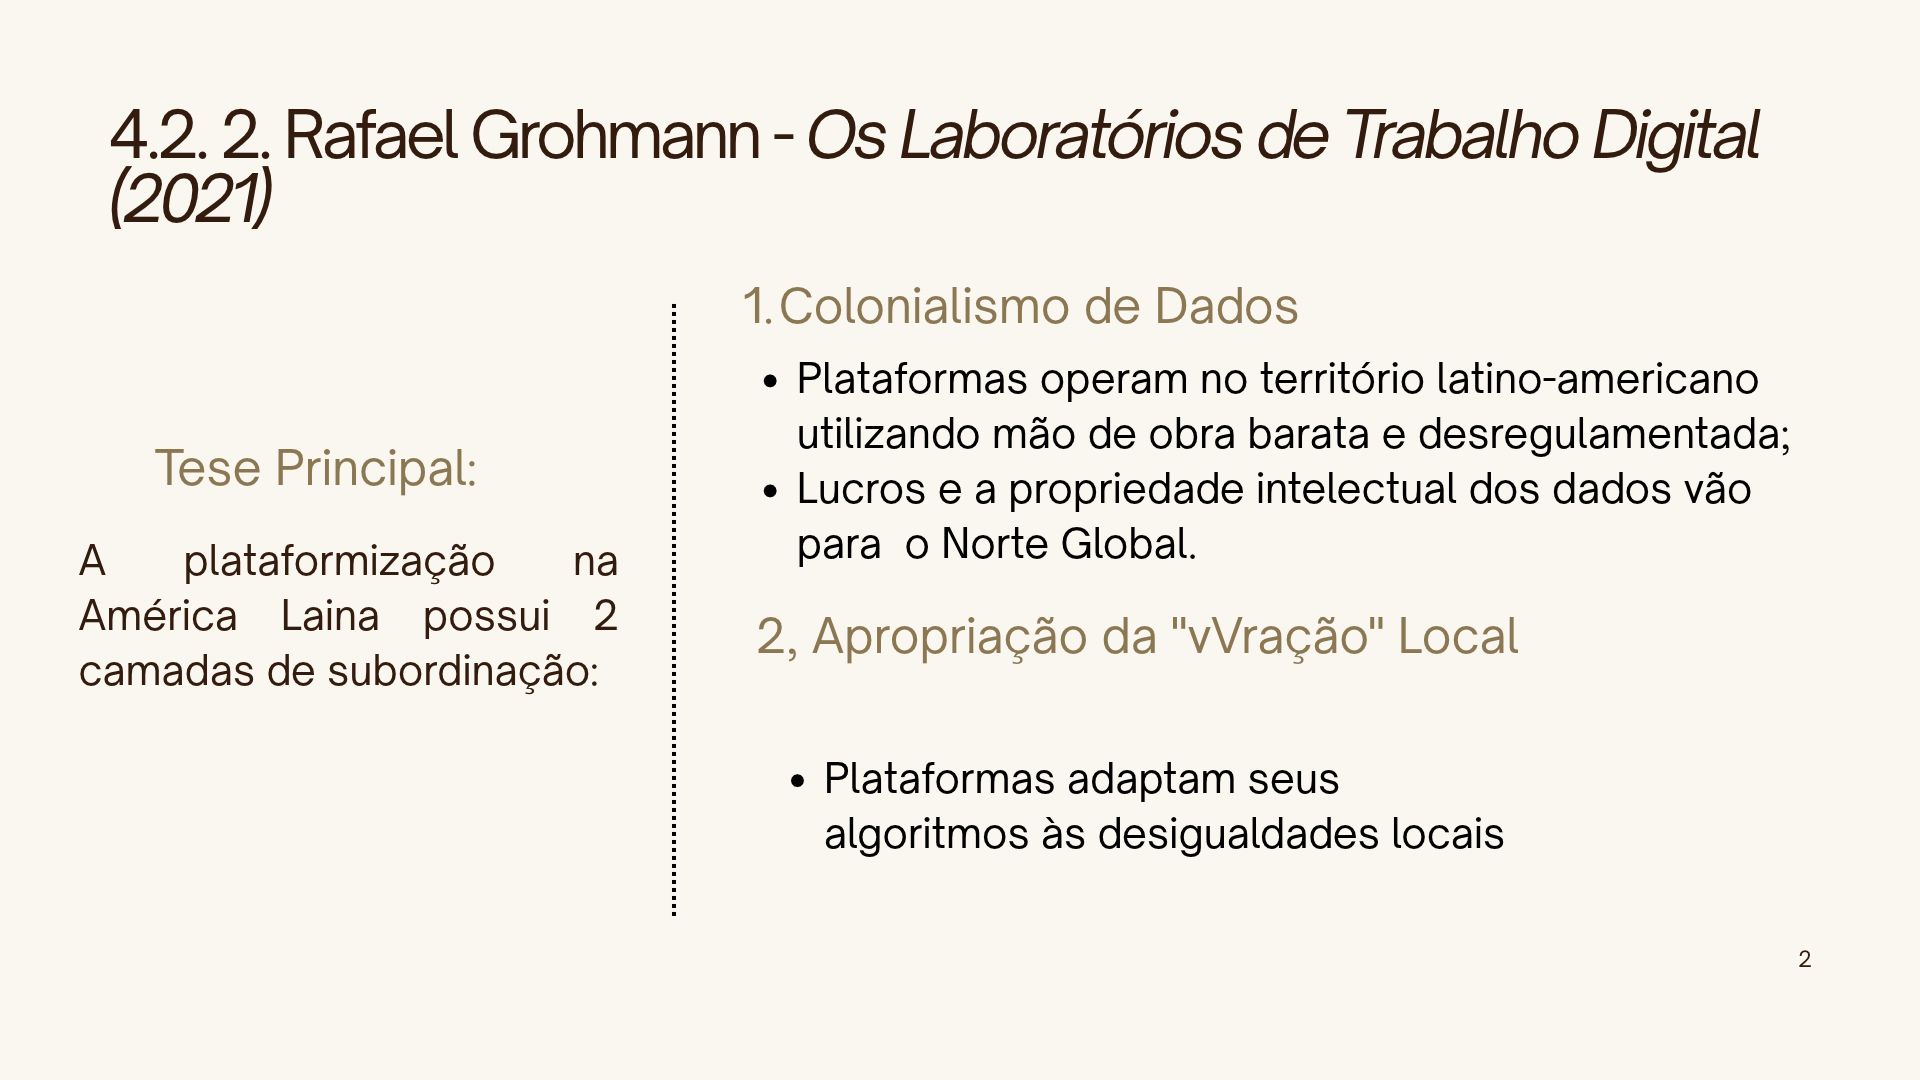 4.2. 2. Rafael Grohmann - Os Laboratórios de Trabalho Digital
(2021)
Tese Principal:
A plataformização na
América Laina possui 2
camadas de subordinação:
1. Colonialismo de Dados
• Plataformas operam no território latino-americano
utilizando mão de obra barata e desregulamentada;
• Lucros e a propriedade intelectual dos dados vão
para o Norte Global.
2, Apropriação da "vVração" Local
• Plataformas adaptam seus
algoritmos às desigualdades locais
2